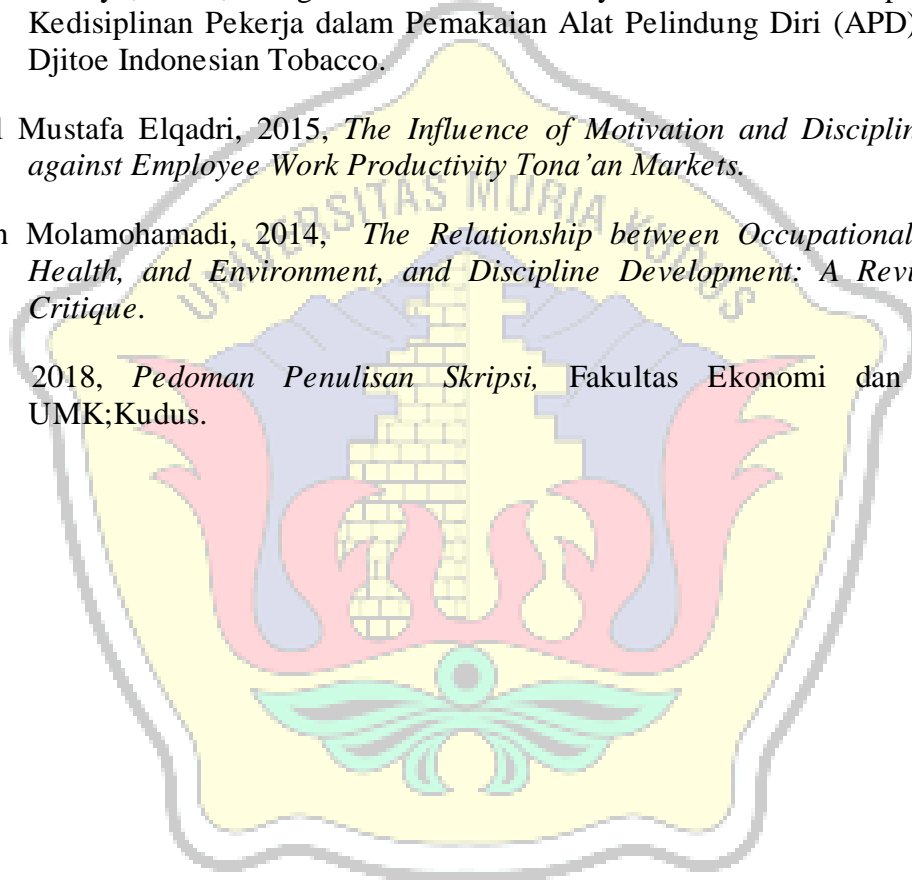 Kedisiplinan Pekerja dalam Pemakaian Alat Pelindung Diri (APD)
Djitoe Indonesian Tobacco.
Mustafa Elqadri, 2015, The Influence of Motivation and
against Employee Work Productivity Tona’an Markets.
Molamohamadi, 2014, The Relationship between Occupational
Health, and Environment, and Discipline Development: A
Critique.
2018, Pedoman Penulisan Skripsi, Fakultas Ekonomi dan
UMK;Kudus.
UNIVERSITAS MURIA KUDUS